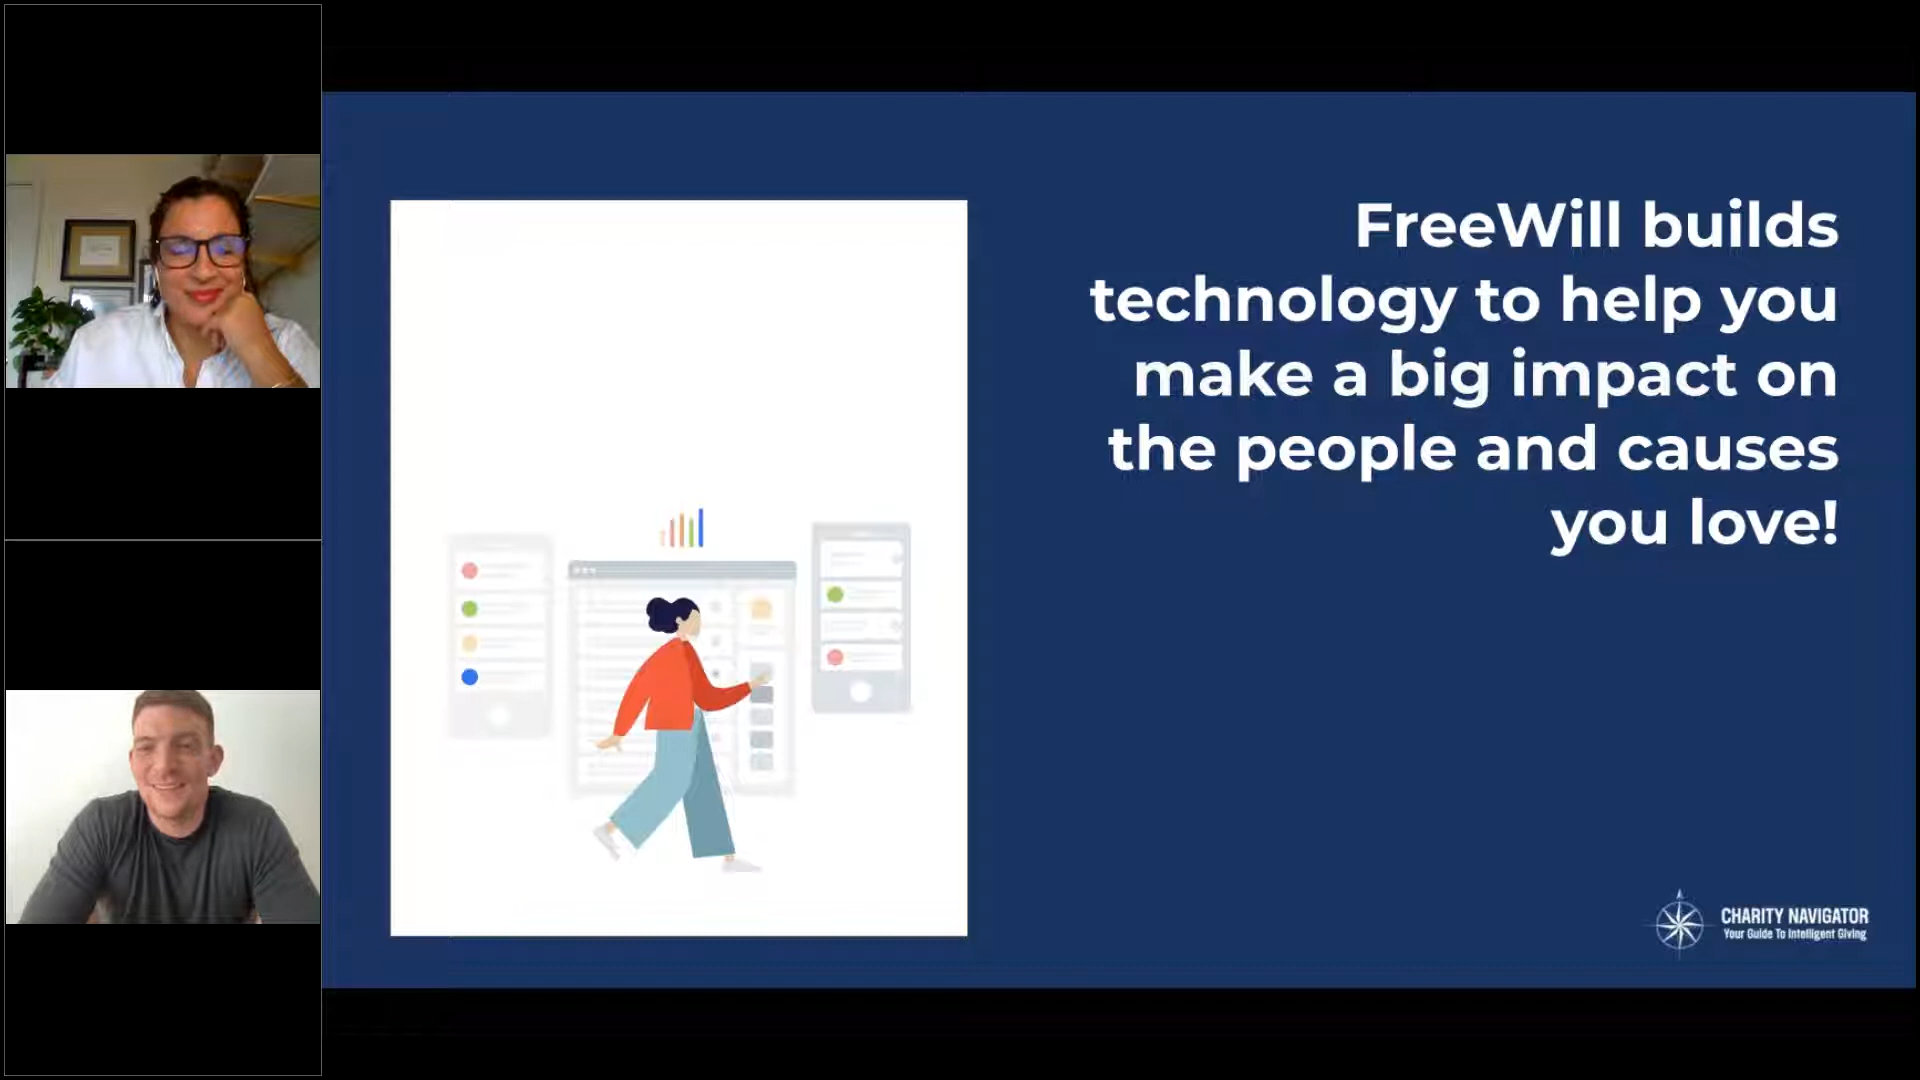 FreeWill builds
technology to help you
make a big impact on
the people and causes
you love!
CHARITY NAVIGATOR
Your Guide To Intelligent Giving